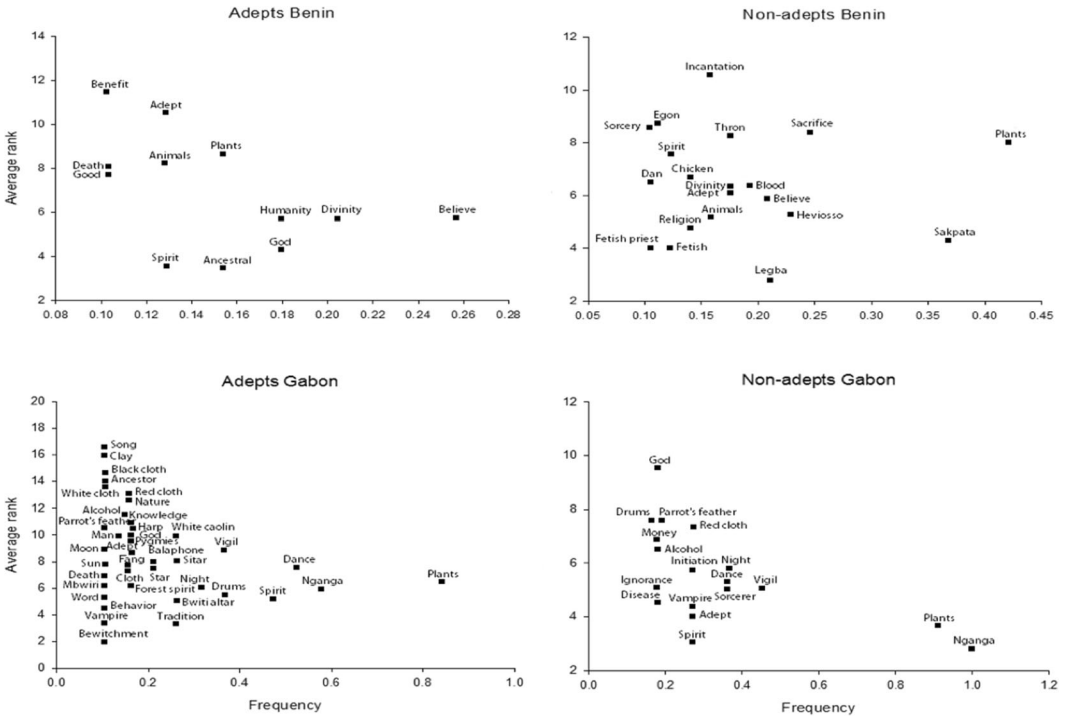 Adepts Benin
14
12
10
8
6
4
2
Average rank
0.08 0.10 0.12 0.14 0.16 0.18 0.20 0.22 0.24 0.26 0.28
Benefit
Adept
Plants
Animals
Death
Good
Humanity Divinity Believe
God
Spirit
Ancestral
Non-adepts Benin
12
10
8
6
4
2
0.05 0.10 0.15 0.20 0.25 0.30 0.35 0.40 0.45
Incantation
Egon
Sorcery
Thron
Sacrifice
Plants
Spirit
Chicken
Dan
Divinity
Blood
Adept
Believe
Animals
Heviosso
Religion
Sakpata
Fetish priest
Fetish
Legba
Adepts Gabon
20
18
16
14
12
10
8
6
4
2
0
Average rank
0.0 0.2 0.4 0.6 0.8 1.0
Frequency
Song
Clay
Black cloth
Ancestor
White cloth
Red cloth
Nature
Alcohol
Knowledge
Parrot's feather
Harp
White caolin
Man
God
Pygmies
Moon
Adept
Balaphone
Vigil
Sun
Fang
Sitar
Dance
Death
Cloth
Star
Night
Plants
Mbwiri
Forest spirit
Drums
Nganga
Word
Spirit
Behavior
Bwiti altar
Vampire
Tradition
Bewitchment
Non-adepts Gabon
12
10
8
6
4
2
0.0 0.2 0.4 0.6 0.8 1.0 1.2
Frequency
God
Drums
Parrot's feather
Red cloth
Money
Alcohol
Initiation
Night
Dance
Ignorance
Vigil
Disease
Sorcerer
Vampire
Adept
Plants
Spirit
Nganga